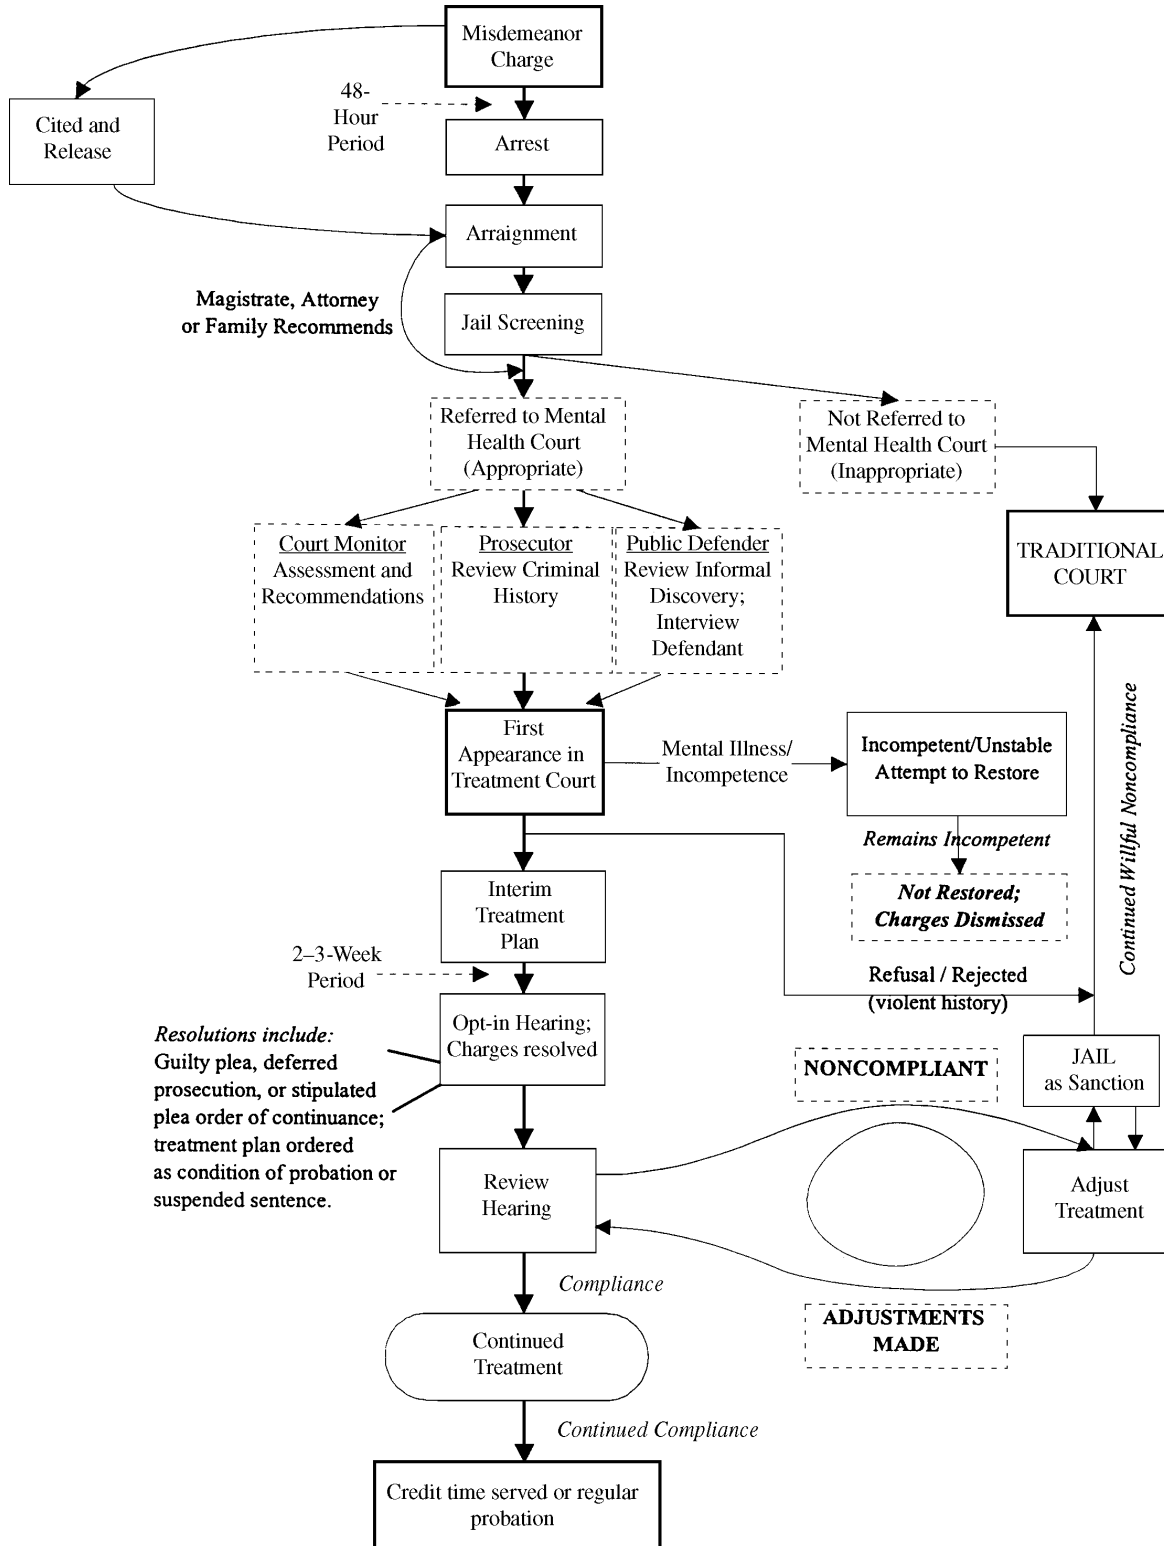 Misdemeanor
Charge
48-
Hour
Period
Cited and
Release
Arrest
Arraignment
Magistrate, Attorney
or Family Recommends
Jail Screening
Referred to Mental
Health Court
(Appropriate)
Not Referred to
Mental Health Court
(Inappropriate)
Court Monitor
Assessment and
Recommendations
Prosecutor
Review Criminal
History
Public Defender
Review Informal
Discovery;
Interview
Defendant
TRADITIONAL
COURT
First
Appearance in
Treatment Court
Mental Illness/
Incompetence
Incompetent/Unstable
Attempt to Restore
Remains Incompetent
Not Restored;
Charges Dismissed
Continued Willful Noncompliance
Interim
Treatment
Plan
2–3-Week
Period
Refusal / Rejected
(violent history)
Opt-in Hearing;
Charges resolved
Resolutions include:
Guilty plea, deferred
prosecution, or stipulated
plea order of continuance;
treatment plan ordered
as condition of probation or
suspended sentence.
NONCOMPLIANT
JAIL
as Sanction
Review
Hearing
Adjust
Treatment
Compliance
ADJUSTMENTS
MADE
Continued
Treatment
Continued Compliance
Credit time served or regular
probation